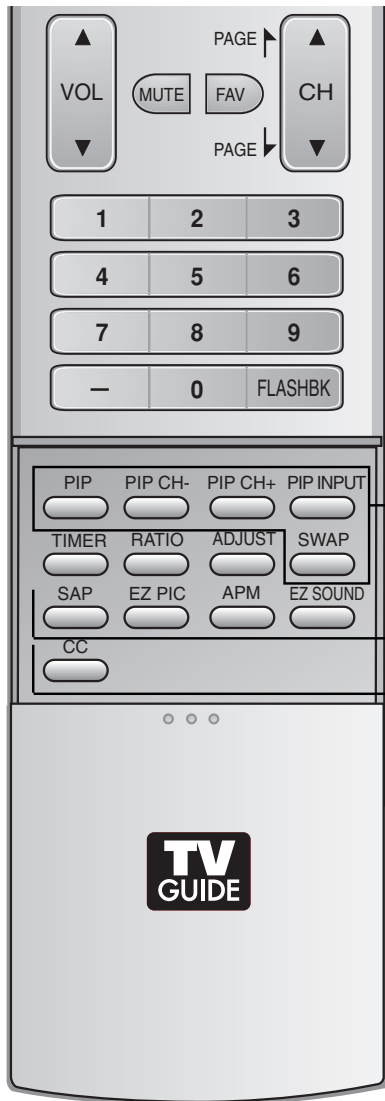 PAGE
VOL MUTE FAV CH
PAGE
1 2 3
4 5 6
7 8 9
— 0 FLASHBK
PIP PIP CH- PIP CH+ PIP INPUT
TIMER RATIO ADJUST SWAP
SAP EZ PIC APM EZ SOUND
CC
TV
GUIDE